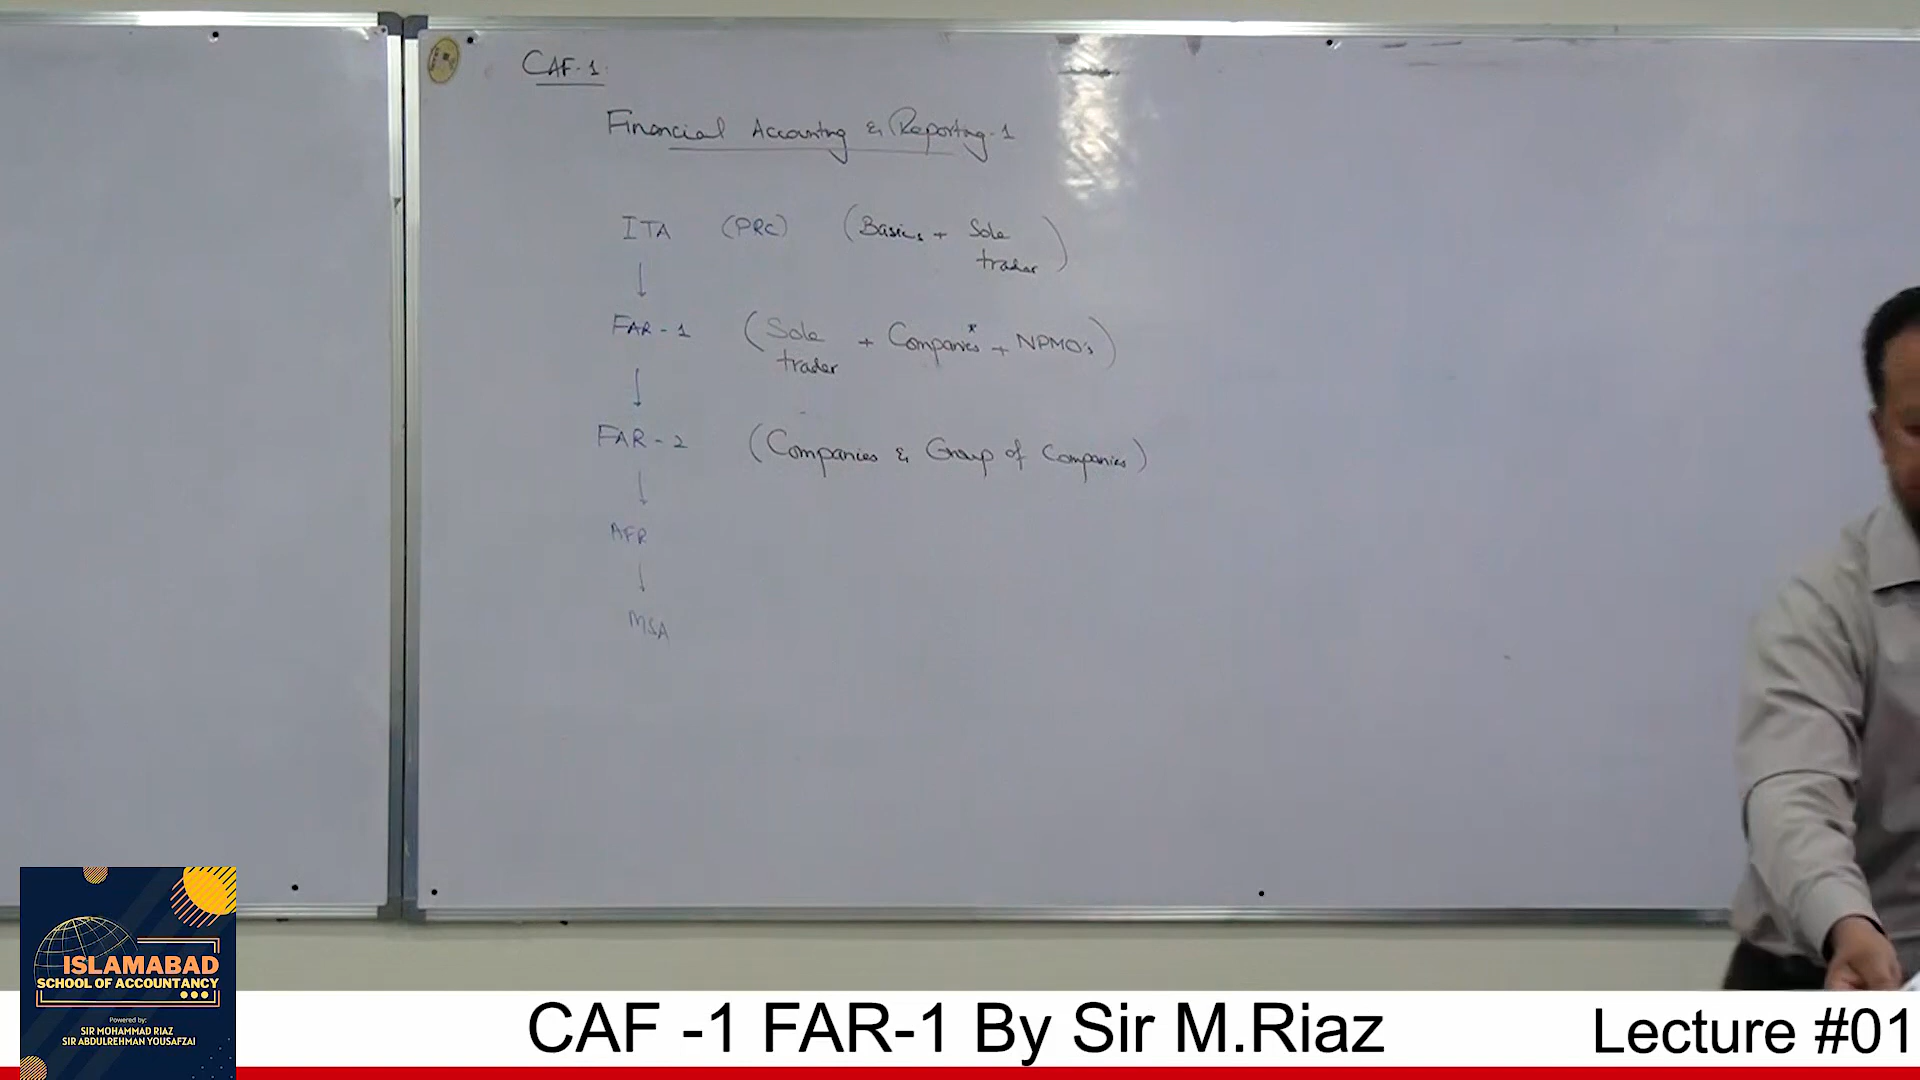 CAF-1
Financial Accounting & Reporting-1
ITA (PRC) (Basics + Sole trader)
↓
FAR-1 (Sole trader + Companies* + NPMO's)
↓
FAR-2 (Companies & Group of Companies)
↓
AFR
↓
MSA
ISLAMABAD
SCHOOL OF ACCOUNTANCY
Powered by:
SIR MOHAMMAD RIAZ
SIR ABDULREHMAN YOUSAFZAI
CAF -1 FAR-1 By Sir M.Riaz
Lecture #01